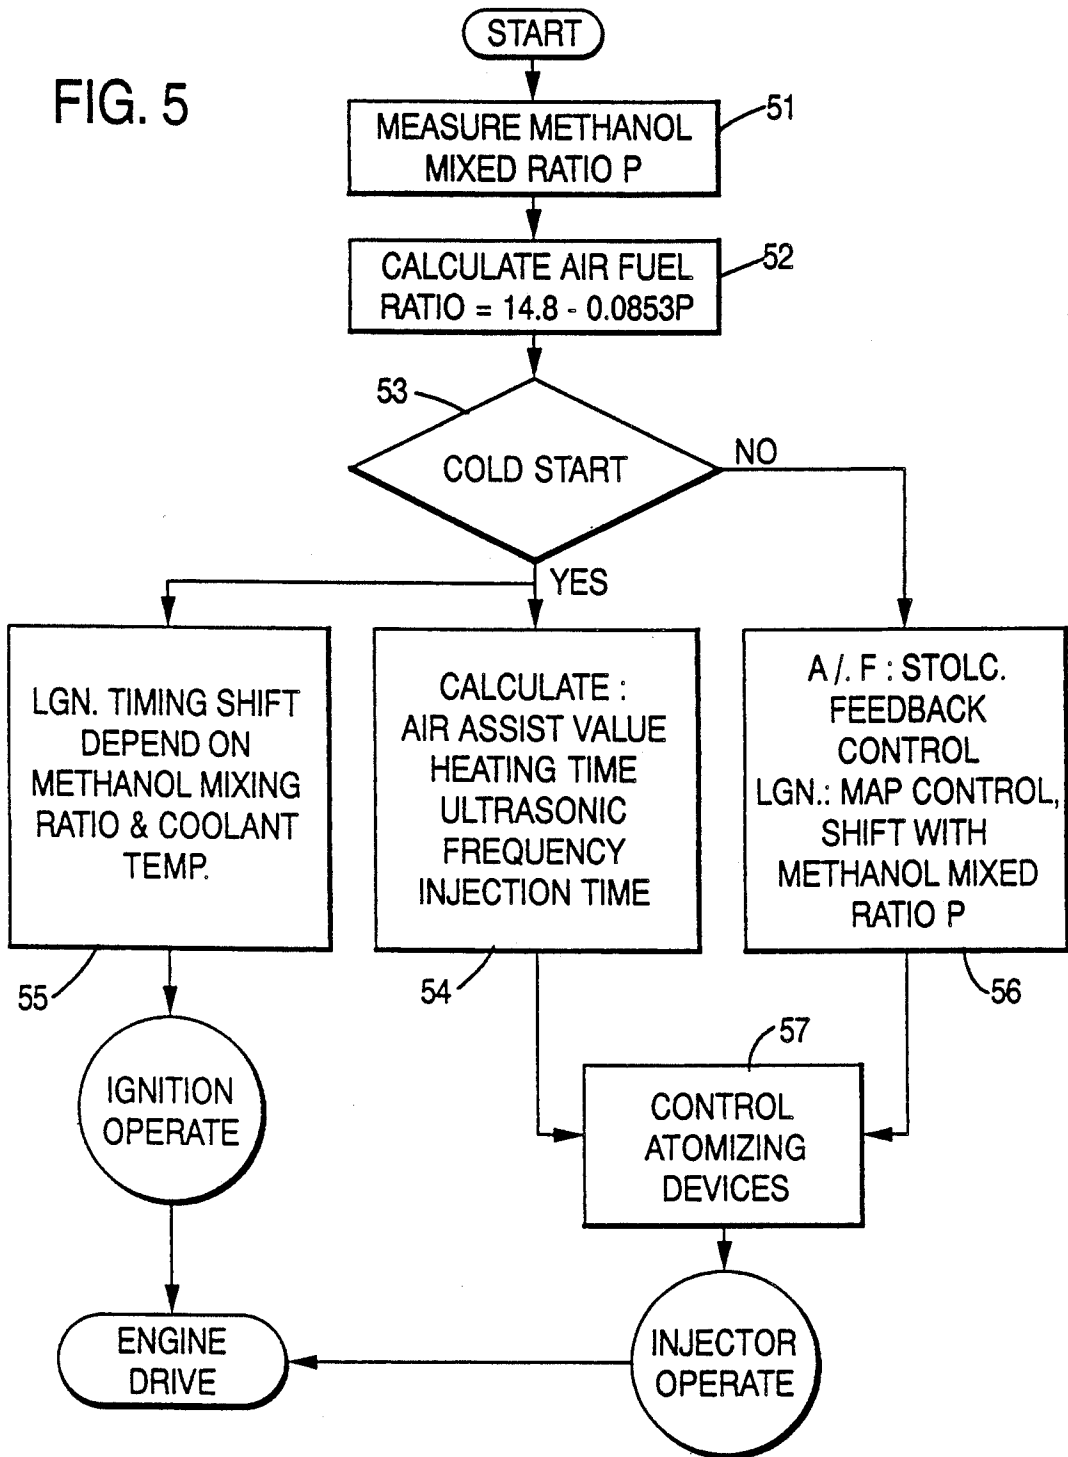 START
FIG. 5
51
MEASURE METHANOL
MIXED RATIO P
52
CALCULATE AIR FUEL
RATIO = 14.8 - 0.0853P
53
COLD START
NO
YES
LGN. TIMING SHIFT
DEPEND ON
METHANOL MIXING
RATIO & COOLANT
TEMP.
55
CALCULATE :
AIR ASSIST VALUE
HEATING TIME
ULTRASONIC
FREQUENCY
INJECTION TIME
54
A /. F : STOLC.
FEEDBACK
CONTROL
LGN.: MAP CONTROL,
SHIFT WITH
METHANOL MIXED
RATIO P
56
57
IGNITION
OPERATE
CONTROL
ATOMIZING
DEVICES
ENGINE
DRIVE
INJECTOR
OPERATE